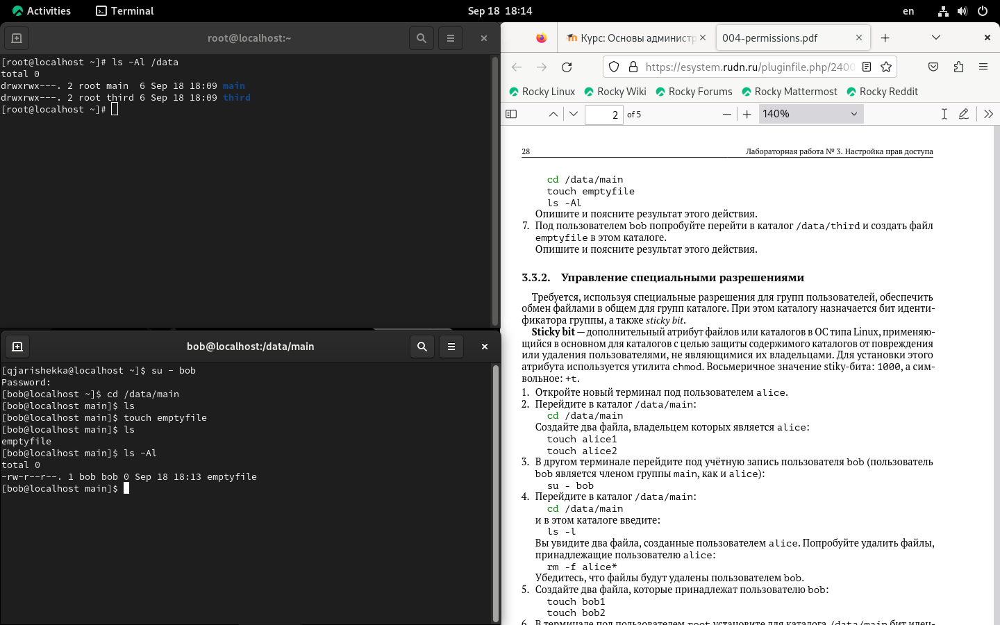 Activities Terminal Sep 18 18:14 en
root@localhost:~
[root@localhost ~]# ls -Al /data
total 0
drwxrwx---. 2 root main  6 Sep 18 18:09 main
drwxrwx---. 2 root third 6 Sep 18 18:09 third
[root@localhost ~]#
bob@localhost:/data/main
[qjarishekka@localhost ~]$ su - bob
Password:
[bob@localhost ~]$ cd /data/main
[bob@localhost main]$ ls
[bob@localhost main]$ touch emptyfile
[bob@localhost main]$ ls
emptyfile
[bob@localhost main]$ ls -Al
total 0
-rw-r--r--. 1 bob bob 0 Sep 18 18:13 emptyfile
[bob@localhost main]$
Курс: Основы администр 004-permissions.pdf
https://esystem.rudn.ru/pluginfile.php/2400
Rocky Linux Rocky Wiki Rocky Forums Rocky Mattermost Rocky Reddit
2 of 5 140%
28 Лабораторная работа № 3. Настройка прав доступа
cd /data/main
touch emptyfile
ls -Al
Опишите и поясните результат этого действия.
7. Под пользователем bob попробуйте перейти в каталог /data/third и создать файл
emptyfile в этом каталоге.
Опишите и поясните результат этого действия.
3.3.2. Управление специальными разрешениями
Требуется, используя специальные разрешения для групп пользователей, обеспечить
обмен файлами в общем для групп каталоге. При этом каталогу назначается бит иденти-
фикатора группы, а также sticky bit.
Sticky bit — дополнительный атрибут файлов или каталогов в ОС типа Linux, применяю-
щийся в основном для каталогов с целью защиты содержимого каталогов от повреждения
или удаления пользователями, не являющимися их владельцами. Для установки этого
атрибута используется утилита chmod. Восьмеричное значение stiky-бита: 1000, а сим-
вольное: +t.
1. Откройте новый терминал под пользователем alice.
2. Перейдите в каталог /data/main:
cd /data/main
Создайте два файла, владельцем которых является alice:
touch alice1
touch alice2
3. В другом терминале перейдите под учётную запись пользователя bob (пользователь
bob является членом группы main, как и alice):
su - bob
4. Перейдите в каталог /data/main:
cd /data/main
и в этом каталоге введите:
ls -l
Вы увидите два файла, созданные пользователем alice. Попробуйте удалить файлы,
принадлежащие пользователю alice:
rm -f alice*
Убедитесь, что файлы будут удалены пользователем bob.
5. Создайте два файла, которые принадлежат пользователю bob:
touch bob1
touch bob2
6. В терминале под пользователем root установите для каталога /data/main бит иден-